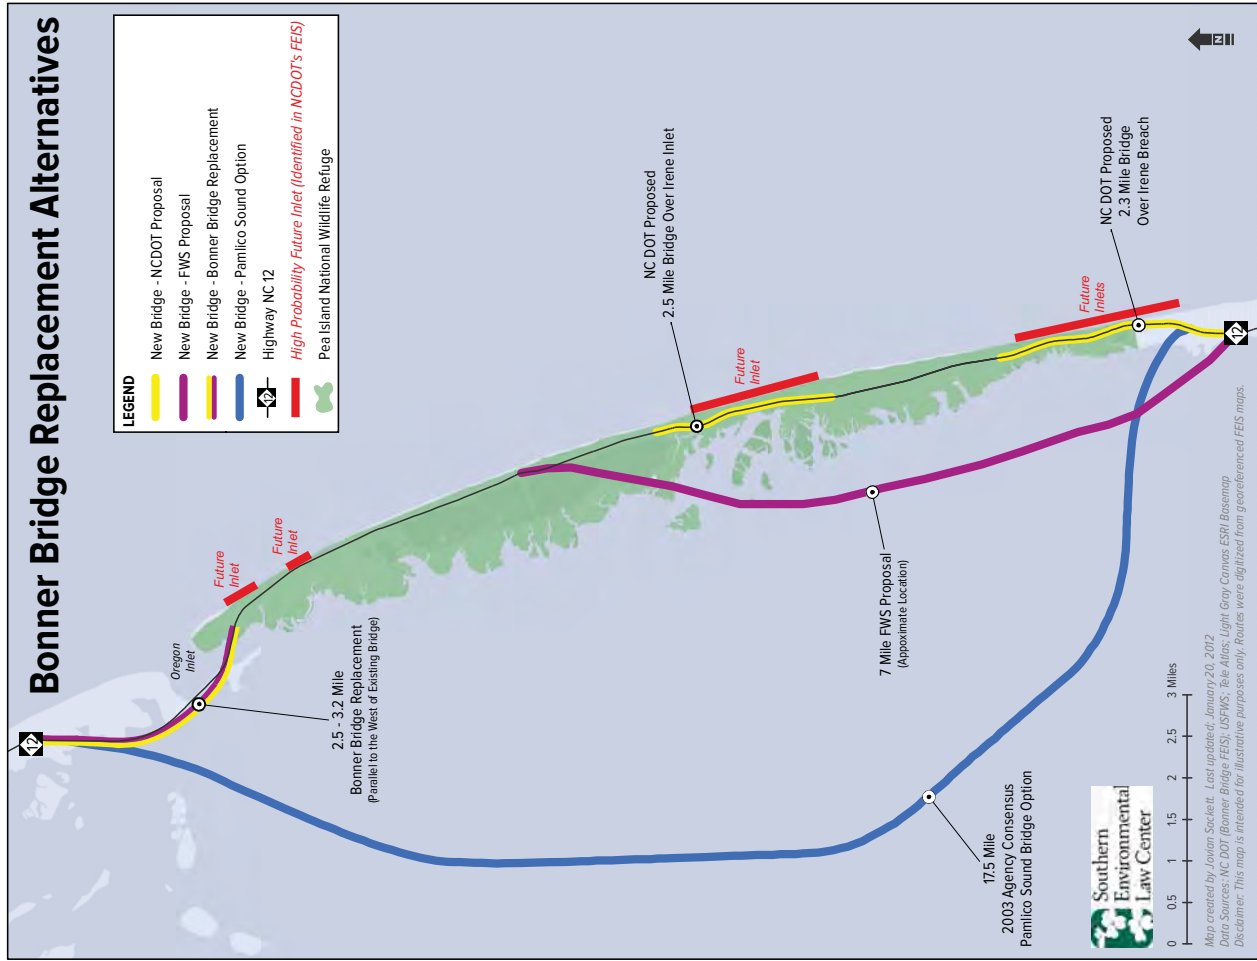 Bonner Bridge Replacement Alternatives
LEGEND
New Bridge - NCDOT Proposal
New Bridge - FWS Proposal
New Bridge - Bonner Bridge Replacement
New Bridge - Pamlico Sound Option
12
Highway NC 12
High Probability Future Inlet (Identified in NCDOT's FEIS)
Pea Island National Wildlife Refuge
N
12
Oregon
Inlet
Future
Inlet
Future
Inlet
2.5 - 3.2 Mile
Bonner Bridge Replacement
(Parallel to the West of Existing Bridge)
NC DOT Proposed
2.5 Mile Bridge Over Irene Inlet
Future
Inlet
Future
Inlets
NC DOT Proposed
2.3 Mile Bridge
Over Irene Breach
12
7 Mile FWS Proposal
(Approximate Location)
17.5 Mile
2003 Agency Consensus
Pamlico Sound Bridge Option
Southern
Environmental
Law Center
0 0.5 1 1.5 2 2.5 3 Miles
Map created by Jovian Sackett. Last updated: January 20, 2012
Data Sources: NC DOT (Bonner Bridge FEIS); USFWS; Tele Atlas; Light Gray Canvas ESRI Basemap
Disclaimer: This map is intended for illustrative purposes only. Routes were digitized from georeferenced FEIS maps.